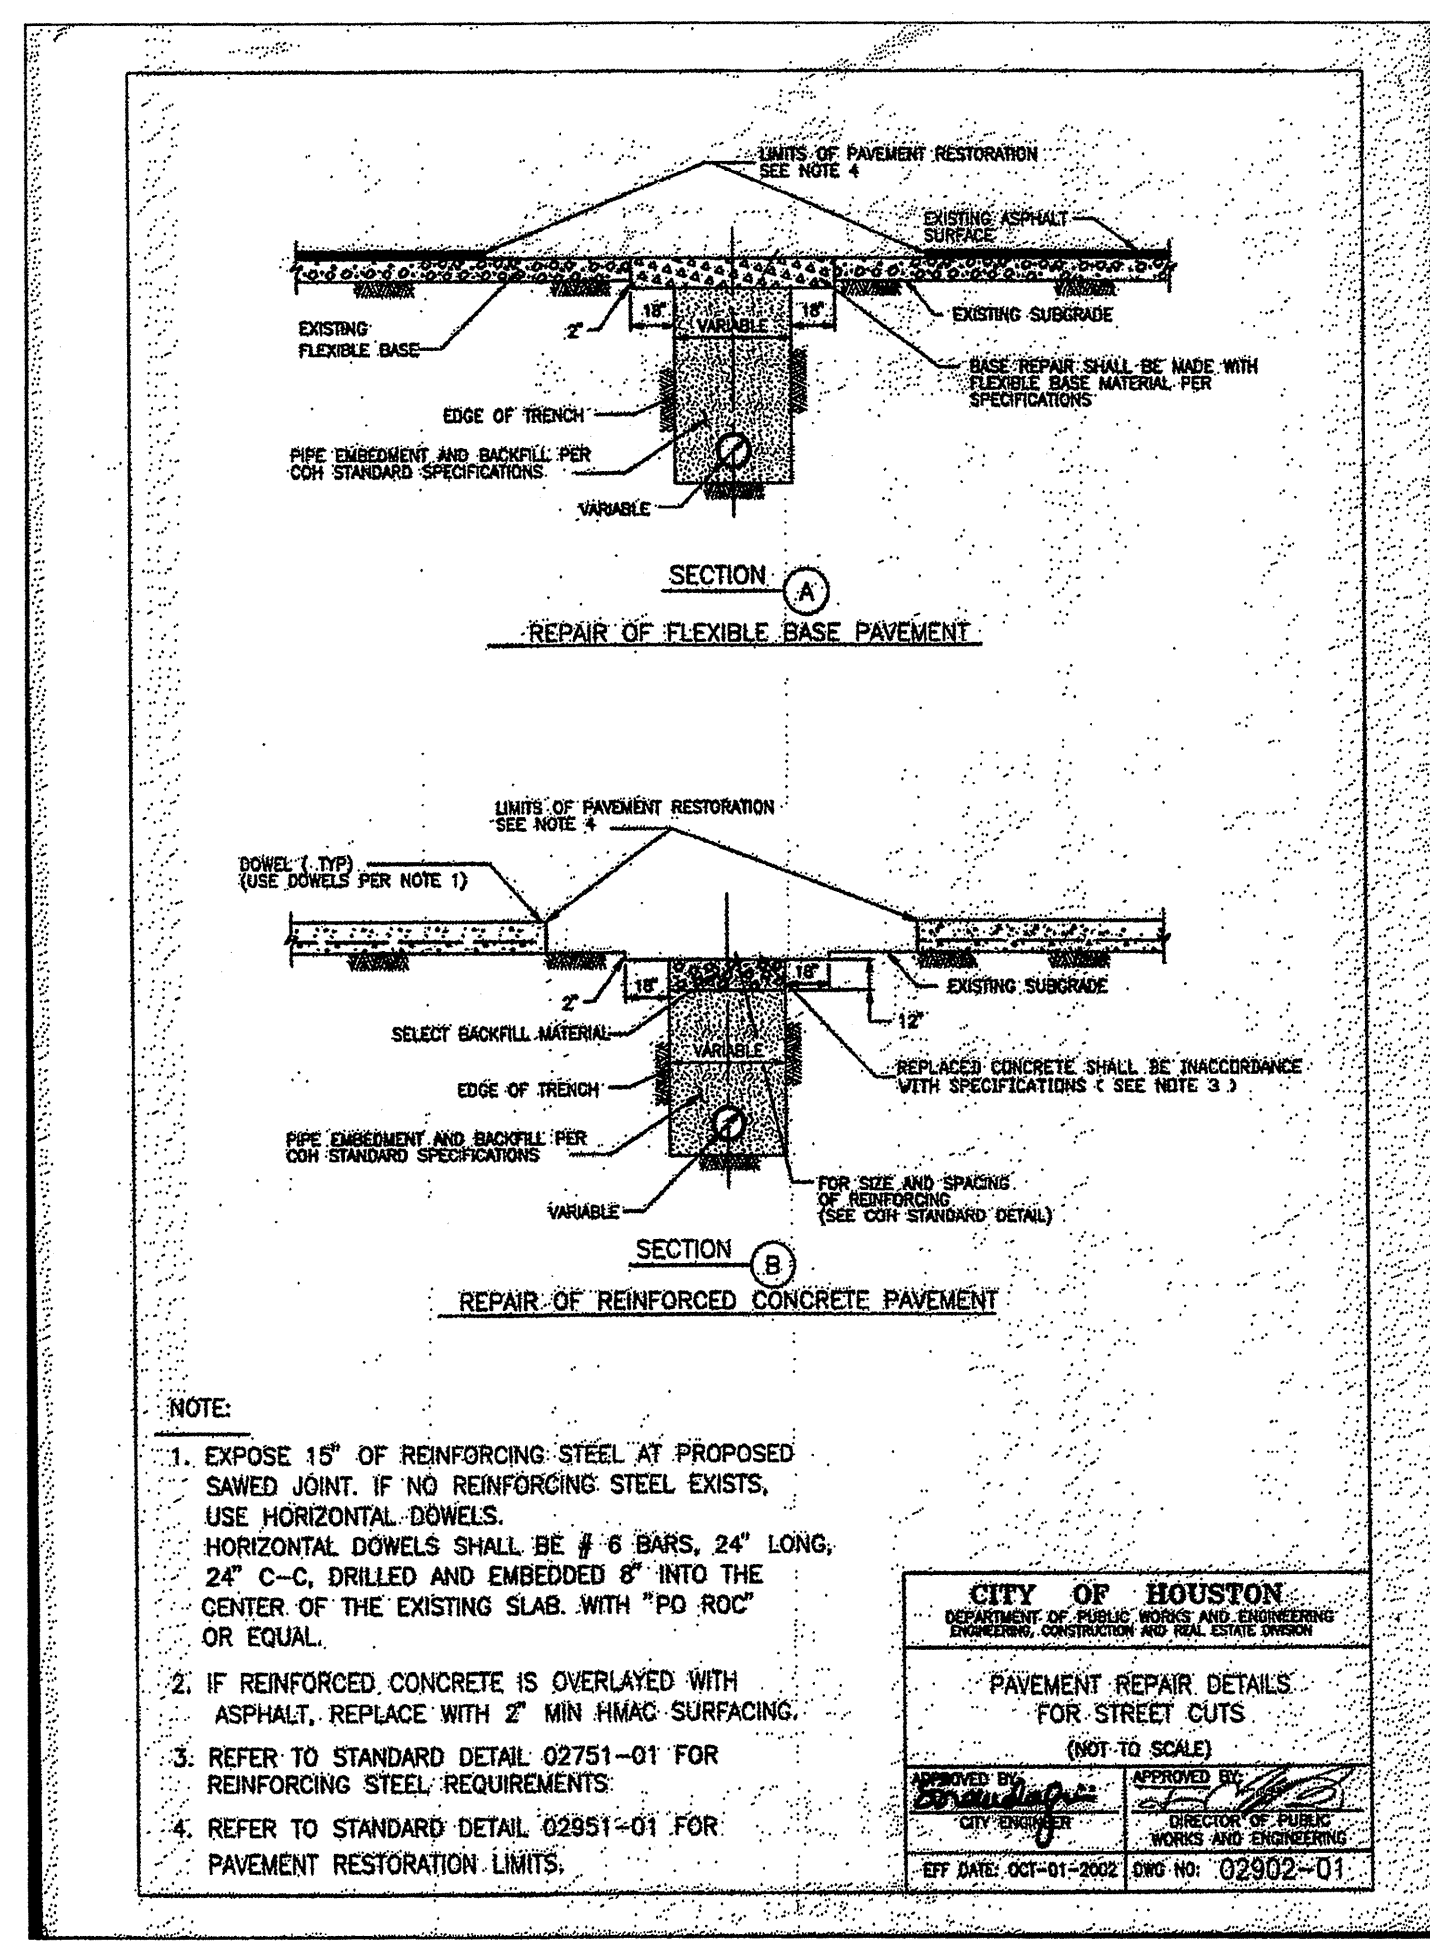 LIMITS OF PAVEMENT RESTORATION
SEE NOTE 4
EXISTING ASPHALT
SURFACE
18"
VARIABLE
18"
2"
EXISTING SUBGRADE
EXISTING
FLEXIBLE BASE
BASE REPAIR SHALL BE MADE WITH
FLEXIBLE BASE MATERIAL PER
SPECIFICATIONS
EDGE OF TRENCH
PIPE EMBEDMENT AND BACKFILL PER
COH STANDARD SPECIFICATIONS
VARIABLE
SECTION A
REPAIR OF FLEXIBLE BASE PAVEMENT
LIMITS OF PAVEMENT RESTORATION
SEE NOTE 4
DOWEL ( TYP)
(USE DOWELS PER NOTE 1)
18"
18"
2"
EXISTING SUBGRADE
12"
SELECT BACKFILL MATERIAL
VARIABLE
REPLACED CONCRETE SHALL BE INACCORDANCE
WITH SPECIFICATIONS ( SEE NOTE 3 )
EDGE OF TRENCH
PIPE EMBEDMENT AND BACKFILL PER
COH STANDARD SPECIFICATIONS
FOR SIZE AND SPACING
OF REINFORCING
(SEE COH STANDARD DETAIL)
VARIABLE
SECTION B
REPAIR OF REINFORCED CONCRETE PAVEMENT
NOTE:
1. EXPOSE 15" OF REINFORCING STEEL AT PROPOSED
SAWED JOINT. IF NO REINFORCING STEEL EXISTS,
USE HORIZONTAL DOWELS.
HORIZONTAL DOWELS SHALL BE # 6 BARS, 24" LONG,
24" C-C, DRILLED AND EMBEDDED 8" INTO THE
CENTER OF THE EXISTING SLAB. WITH "PO ROC"
OR EQUAL.
2. IF REINFORCED CONCRETE IS OVERLAYED WITH
ASPHALT, REPLACE WITH 2" MIN HMAC SURFACING.
3. REFER TO STANDARD DETAIL 02751-01 FOR
REINFORCING STEEL REQUIREMENTS
4. REFER TO STANDARD DETAIL 02951-01 FOR
PAVEMENT RESTORATION LIMITS.
CITY OF HOUSTON
DEPARTMENT OF PUBLIC WORKS AND ENGINEERING
ENGINEERING, CONSTRUCTION AND REAL ESTATE DIVISION
PAVEMENT REPAIR DETAILS
FOR STREET CUTS
(NOT TO SCALE)
APPROVED BY:
CITY ENGINEER
APPROVED BY:
DIRECTOR OF PUBLIC
WORKS AND ENGINEERING
EFF DATE: OCT-01-2002
DWG NO: 02902-01